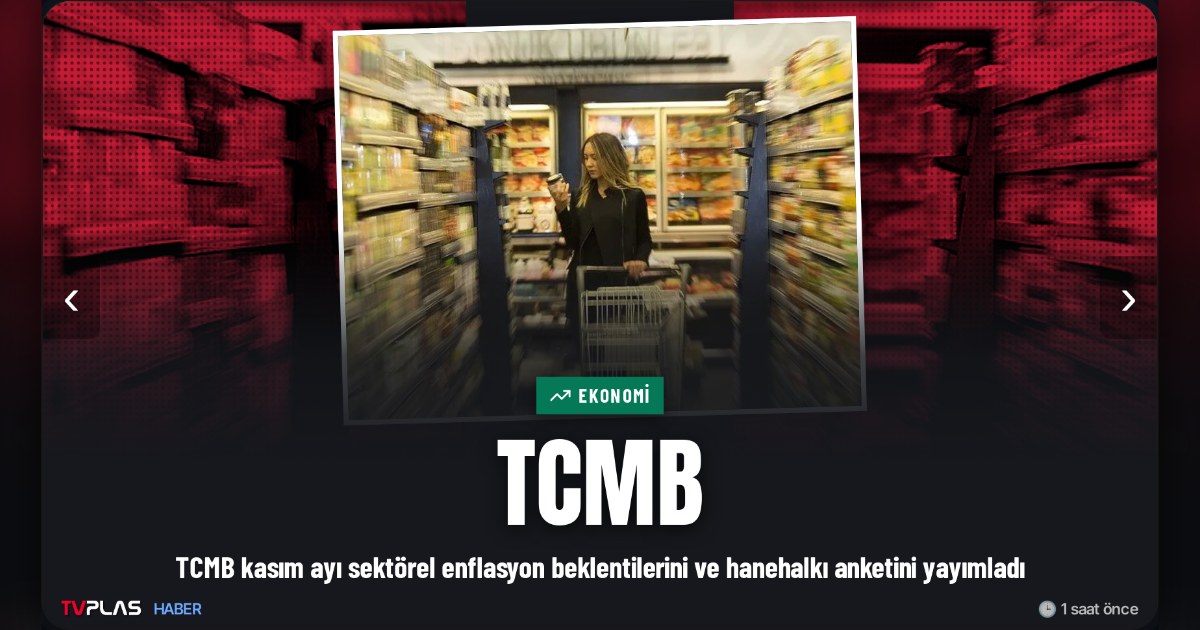 EKONOMİ
TCMB
TCMB kasım ayı sektörel enflasyon beklentilerini ve hanehalkı anketini yayımladı
TVPLAS HABER
1 saat önce